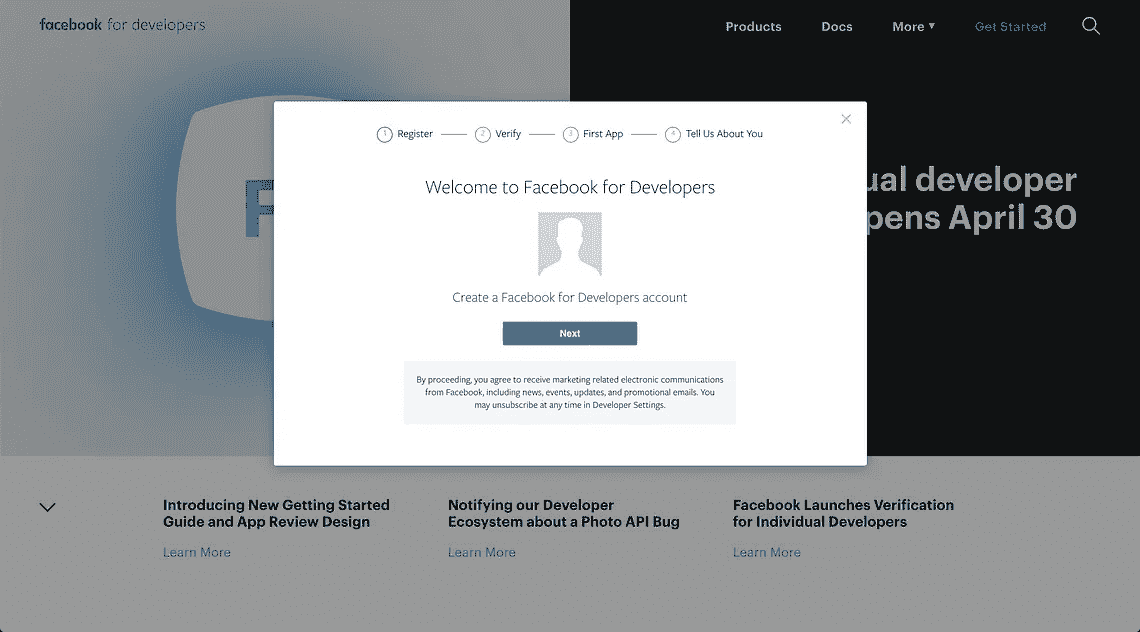 facebook for developers
Products
Docs
More
Get Started
1 Register
2 Verify
3 First App
4 Tell Us About You
Welcome to Facebook for Developers
Create a Facebook for Developers account
Next
By proceeding, you agree to receive marketing related electronic communications
from Facebook, including news, events, updates, and promotional emails. You
may unsubscribe at any time in Developer Settings.
F
developer
April 30
Introducing New Getting Started
Guide and App Review Design
Learn More
Notifying our Developer
Ecosystem about a Photo API Bug
Learn More
Facebook Launches Verification
for Individual Developers
Learn More